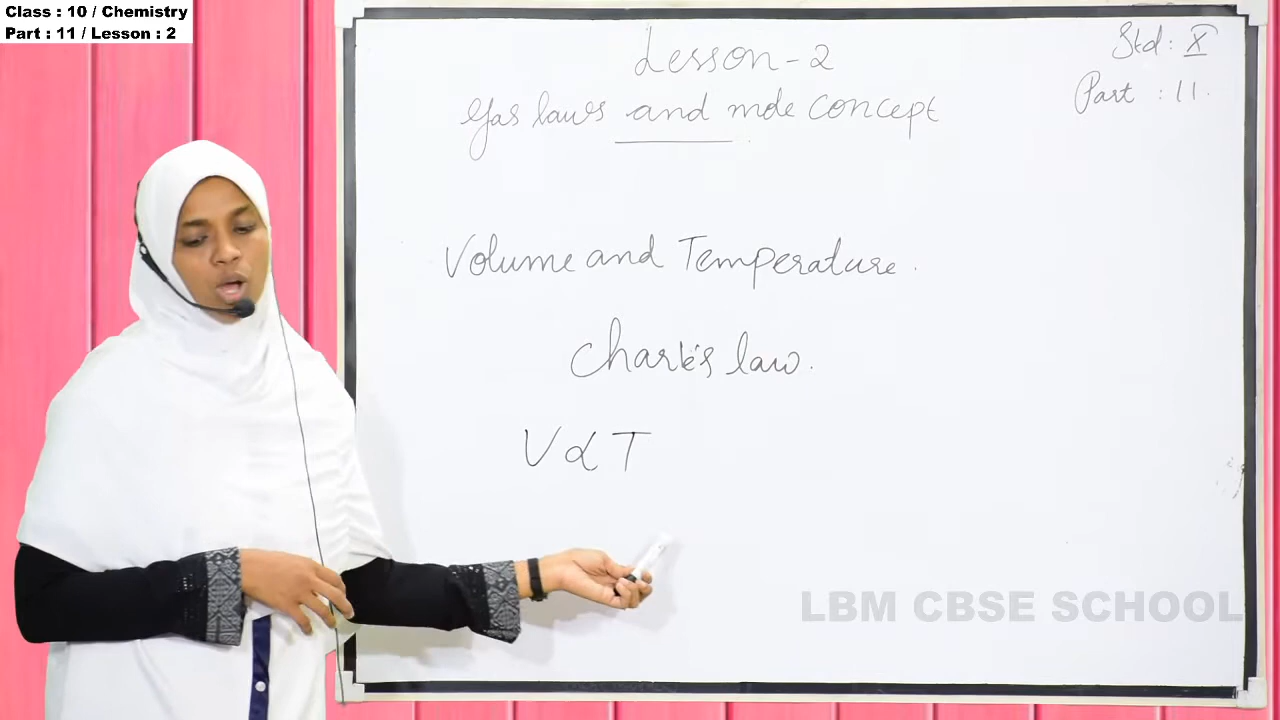 Class : 10 / Chemistry
Part : 11 / Lesson : 2
Lesson - 2
Std : X
Gas laws and mole concept
Part : 11.
Volume and Temperature.
Charle's law.
V ∝ T
LBM CBSE SCHOOL